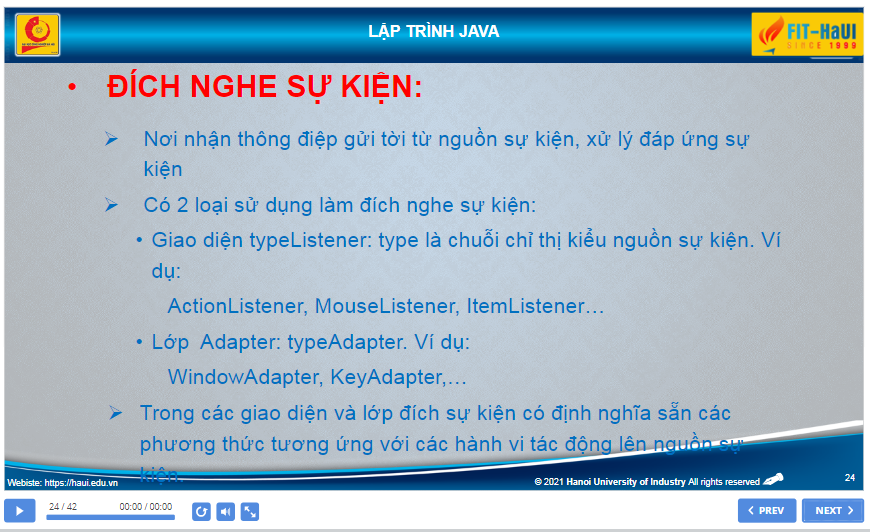 LẬP TRÌNH JAVA
FIT-HaUI
SINCE 1999
• ĐÍCH NGHE SỰ KIỆN:
➢ Nơi nhận thông điệp gửi tời từ nguồn sự kiện, xử lý đáp ứng sự
kiện
➢ Có 2 loại sử dụng làm đích nghe sự kiện:
• Giao diện typeListener: type là chuỗi chỉ thị kiểu nguồn sự kiện. Ví
dụ:
ActionListener, MouseListener, ItemListener…
• Lớp Adapter: typeAdapter. Ví dụ:
WindowAdapter, KeyAdapter,…
➢ Trong các giao diện và lớp đích sự kiện có định nghĩa sẵn các
phương thức tương ứng với các hành vi tác động lên nguồn sự
kiện.
Webiste: https://haui.edu.vn
© 2021 Hanoi University of Industry All rights reserved
24
24 / 42
00:00 / 00:00
PREV
NEXT